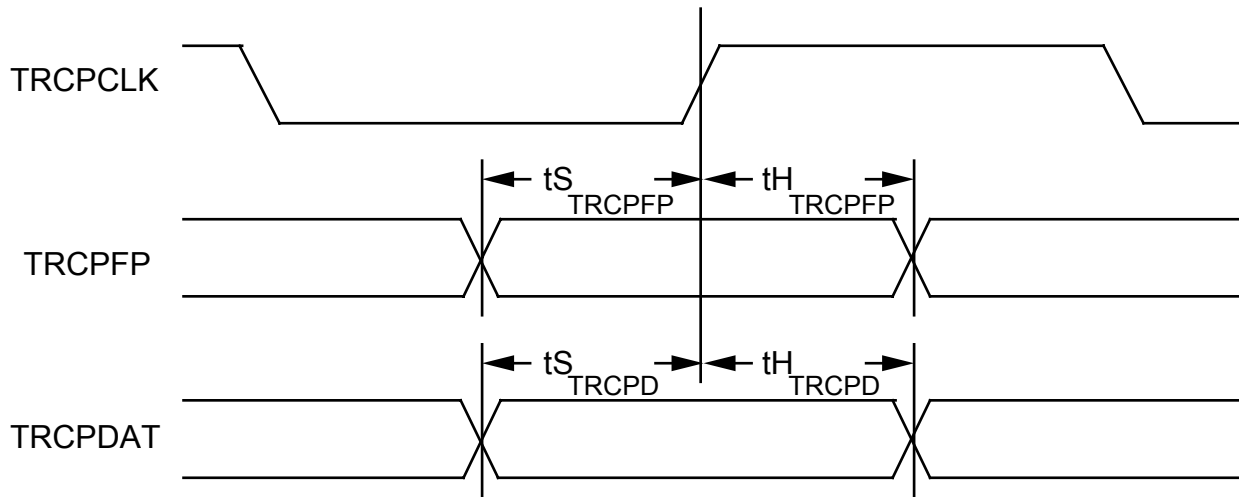 TRCPCLK
tS TRCPFP tH TRCPFP
TRCPFP
tS TRCPD tH TRCPD
TRCPDAT